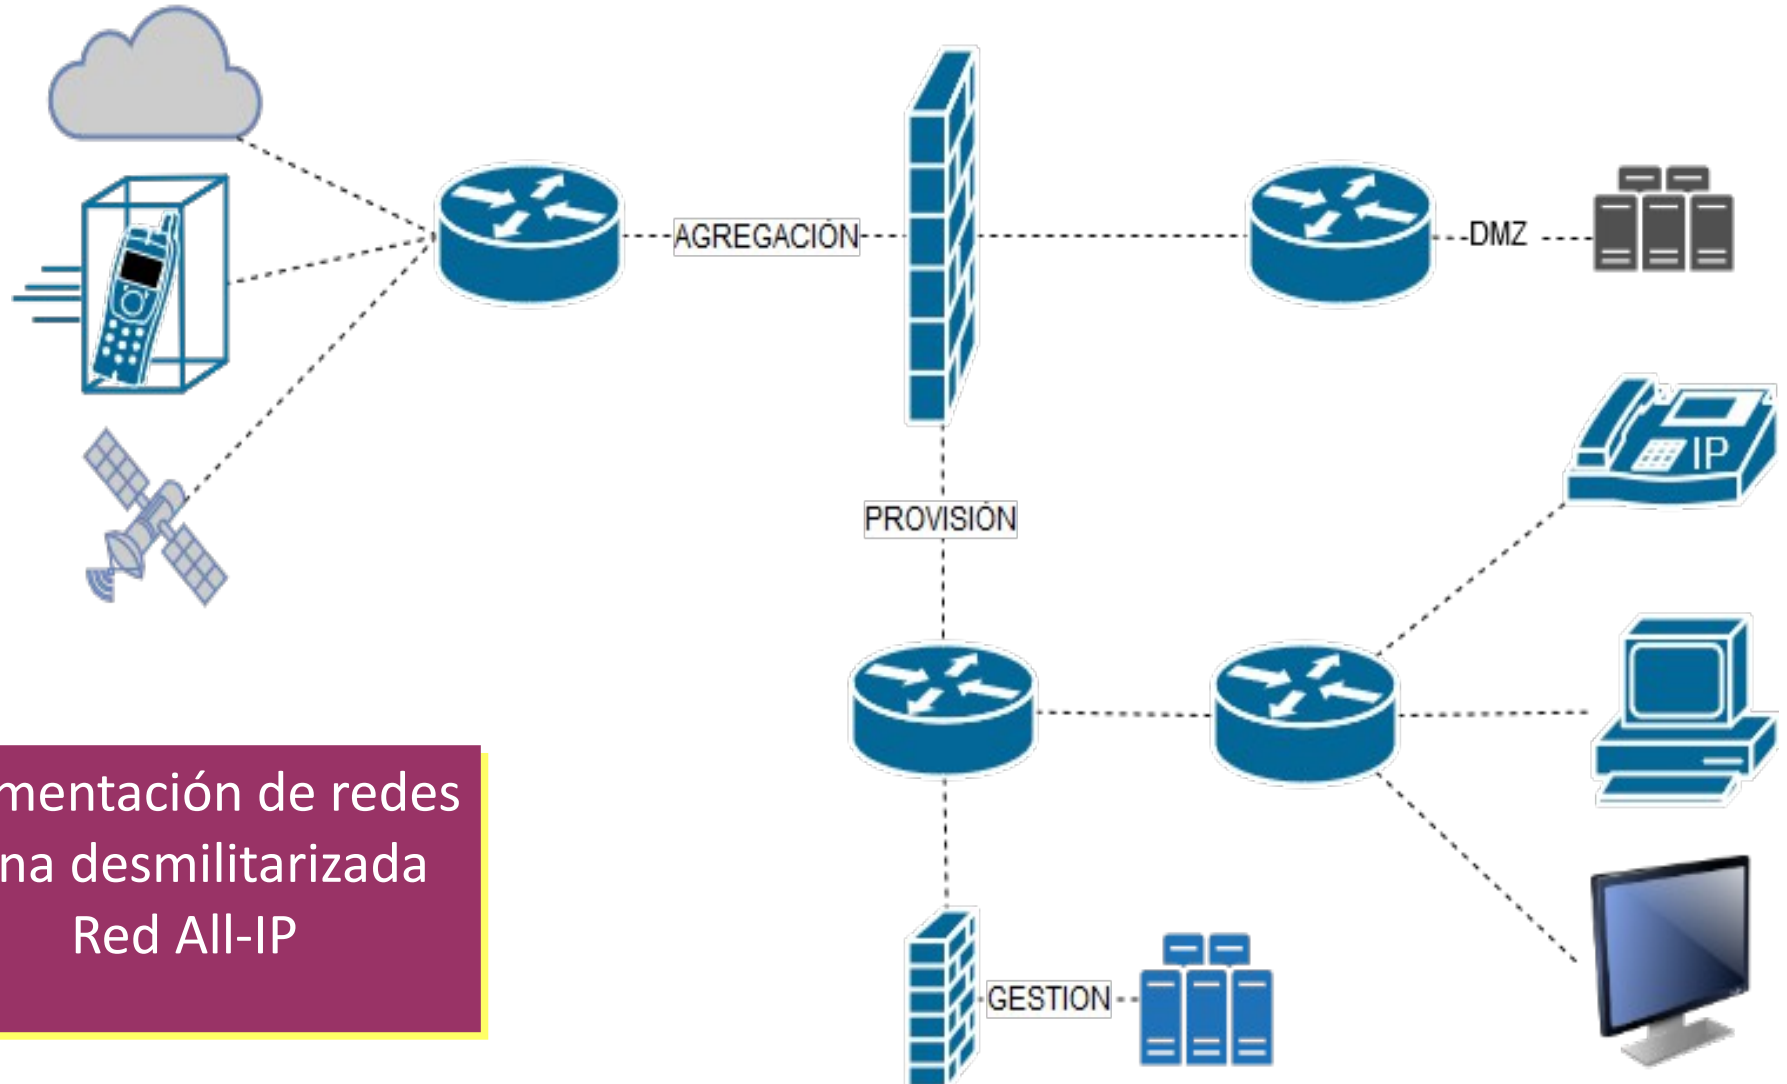 AGREGACIÓN
DMZ
IP
PROVISIÓN
mentación de redes
na desmilitarizada
Red All-IP
GESTION